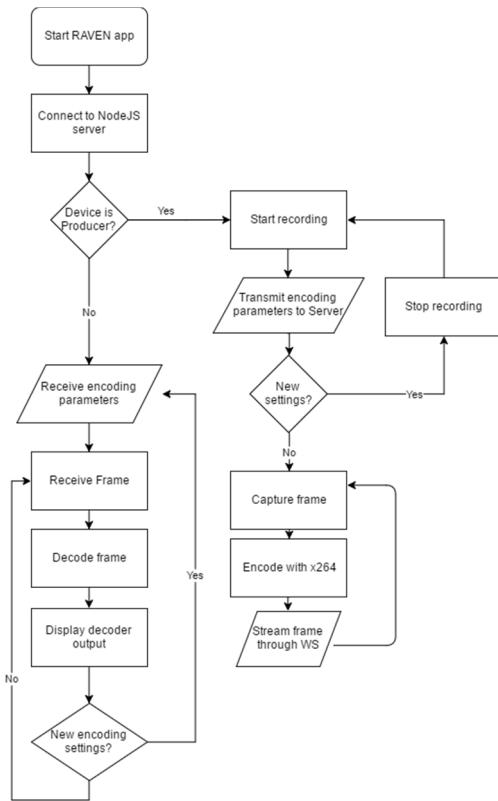 Start RAVEN app
Connect to NodeJS
server
Device is
Producer?
Yes
No
Start recording
Transmit encoding
parameters to Server
Stop recording
New
settings?
Yes
No
Capture frame
Encode with x264
Stream frame
through WS
Receive encoding
parameters
Receive Frame
Decode frame
Display decoder
output
New encoding
settings?
Yes
No